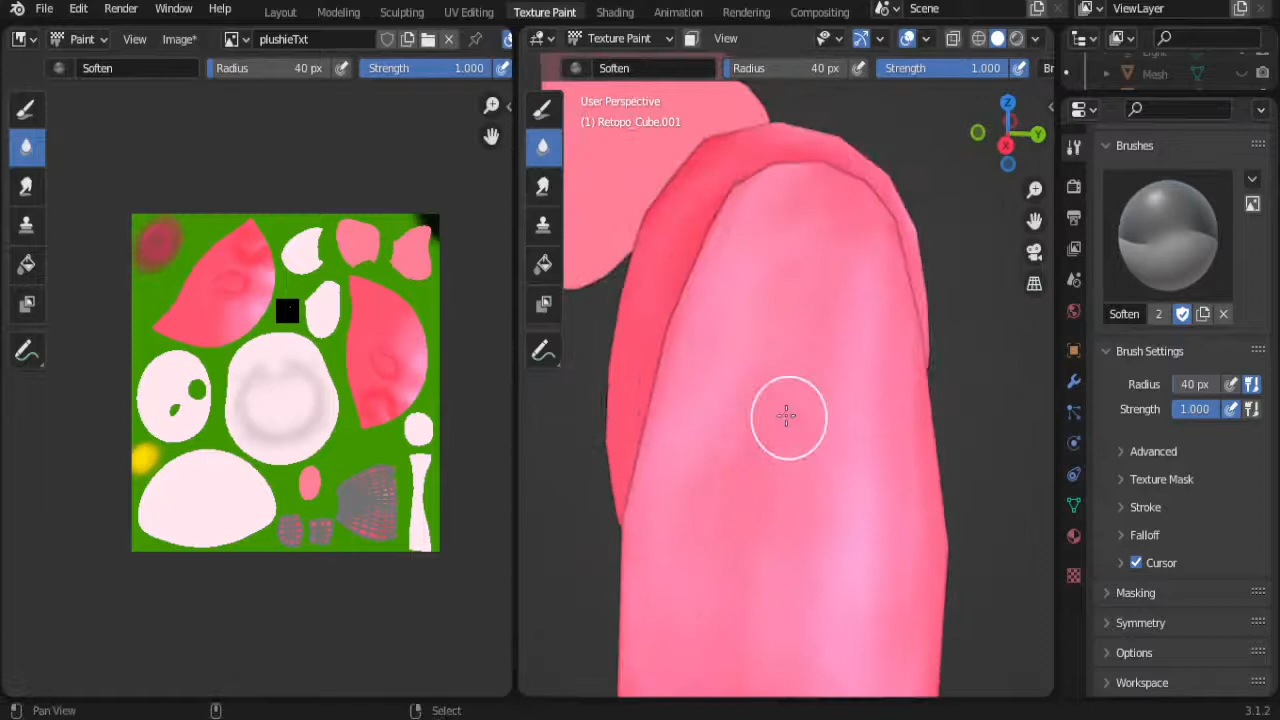 File Edit Render Window Help Layout Modeling Sculpting UV Editing Texture Paint Shading Animation Rendering Compositing Scene ViewLayer
Paint View Image* plushieTxt Texture Paint View
Soften Radius 40 px Strength 1.000 Soften Radius 40 px Strength 1.000 Br
Mesh
User Perspective
(1) Retopo_Cube.001
Z
Y
X
Brushes
Soften 2
Brush Settings
Radius 40 px
Strength 1.000
Advanced
Texture Mask
Stroke
Falloff
Cursor
Masking
Symmetry
Options
Workspace
Pan View Select 3.1.2